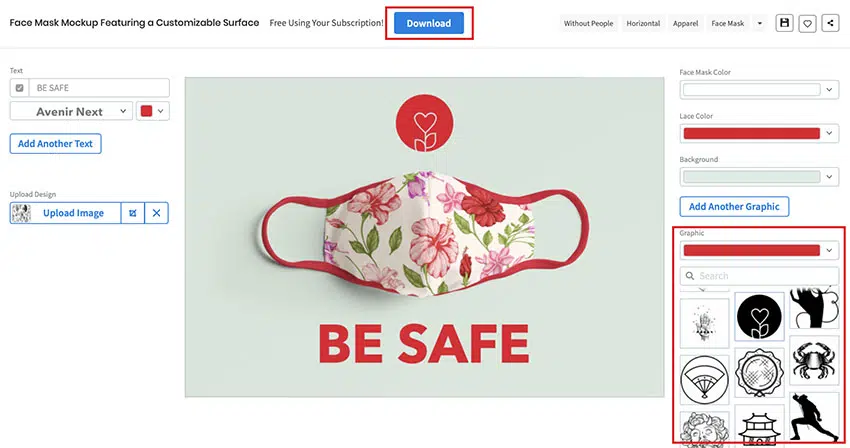 Face Mask Mockup Featuring a Customizable Surface
Free Using Your Subscription!
Download
Without People
Horizontal
Apparel
Face Mask
Text
BE SAFE
Avenir Next
Add Another Text
Upload Design
Upload Image
BE SAFE
Face Mask Color
Lace Color
Background
Add Another Graphic
Graphic
Search